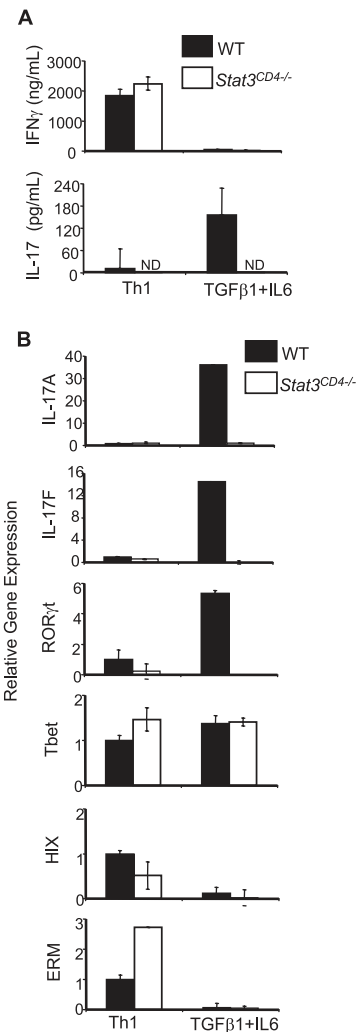 A
WT
Stat3CD4-/-
IFNγ (ng/mL)
3000
2000
1000
0
IL-17 (pg/mL)
240
180
120
60
0
ND
ND
Th1
TGFβ1+IL6
B
WT
Stat3CD4-/-
Relative Gene Expression
IL-17A
40
30
20
10
0
IL-17F
16
12
8
4
0
RORγt
6
4
2
0
Tbet
2
1
0
HIX
2
1
0
ERM
3
2
1
0
Th1
TGFβ1+IL6